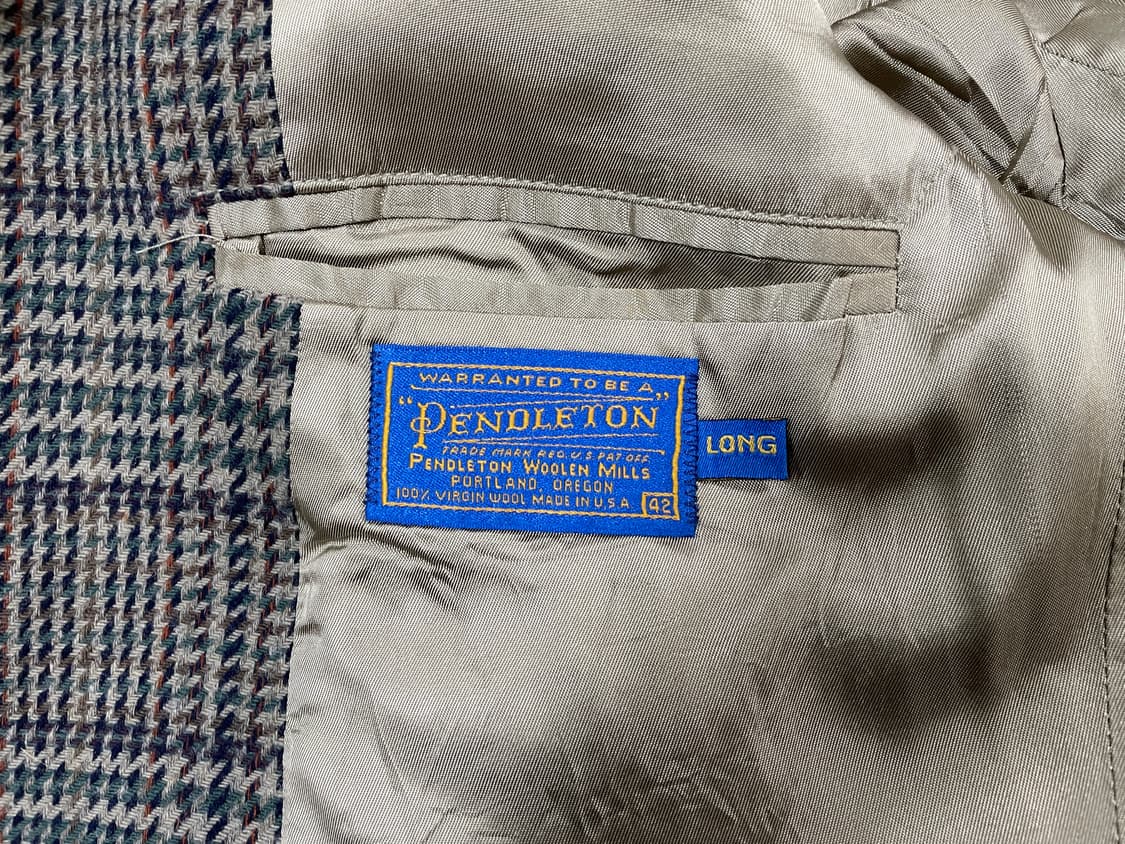 WARRANTED TO BE A
"PENDLETON"
TRADE MARK REG. U.S. PAT. OFF.
PENDLETON WOOLEN MILLS
PORTLAND, OREGON
100% VIRGIN WOOL MADE IN U.S.A.
42
LONG